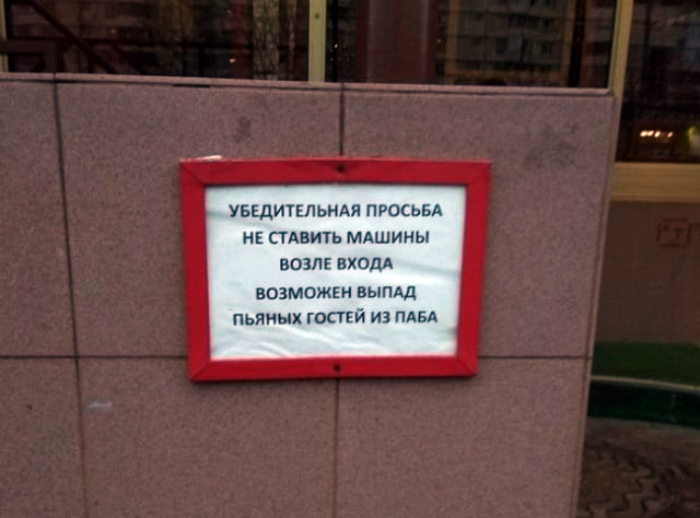 УБЕДИТЕЛЬНАЯ ПРОСЬБА
НЕ СТАВИТЬ МАШИНЫ
ВОЗЛЕ ВХОДА
ВОЗМОЖЕН ВЫПАД
ПЬЯНЫХ ГОСТЕЙ ИЗ ПАБА